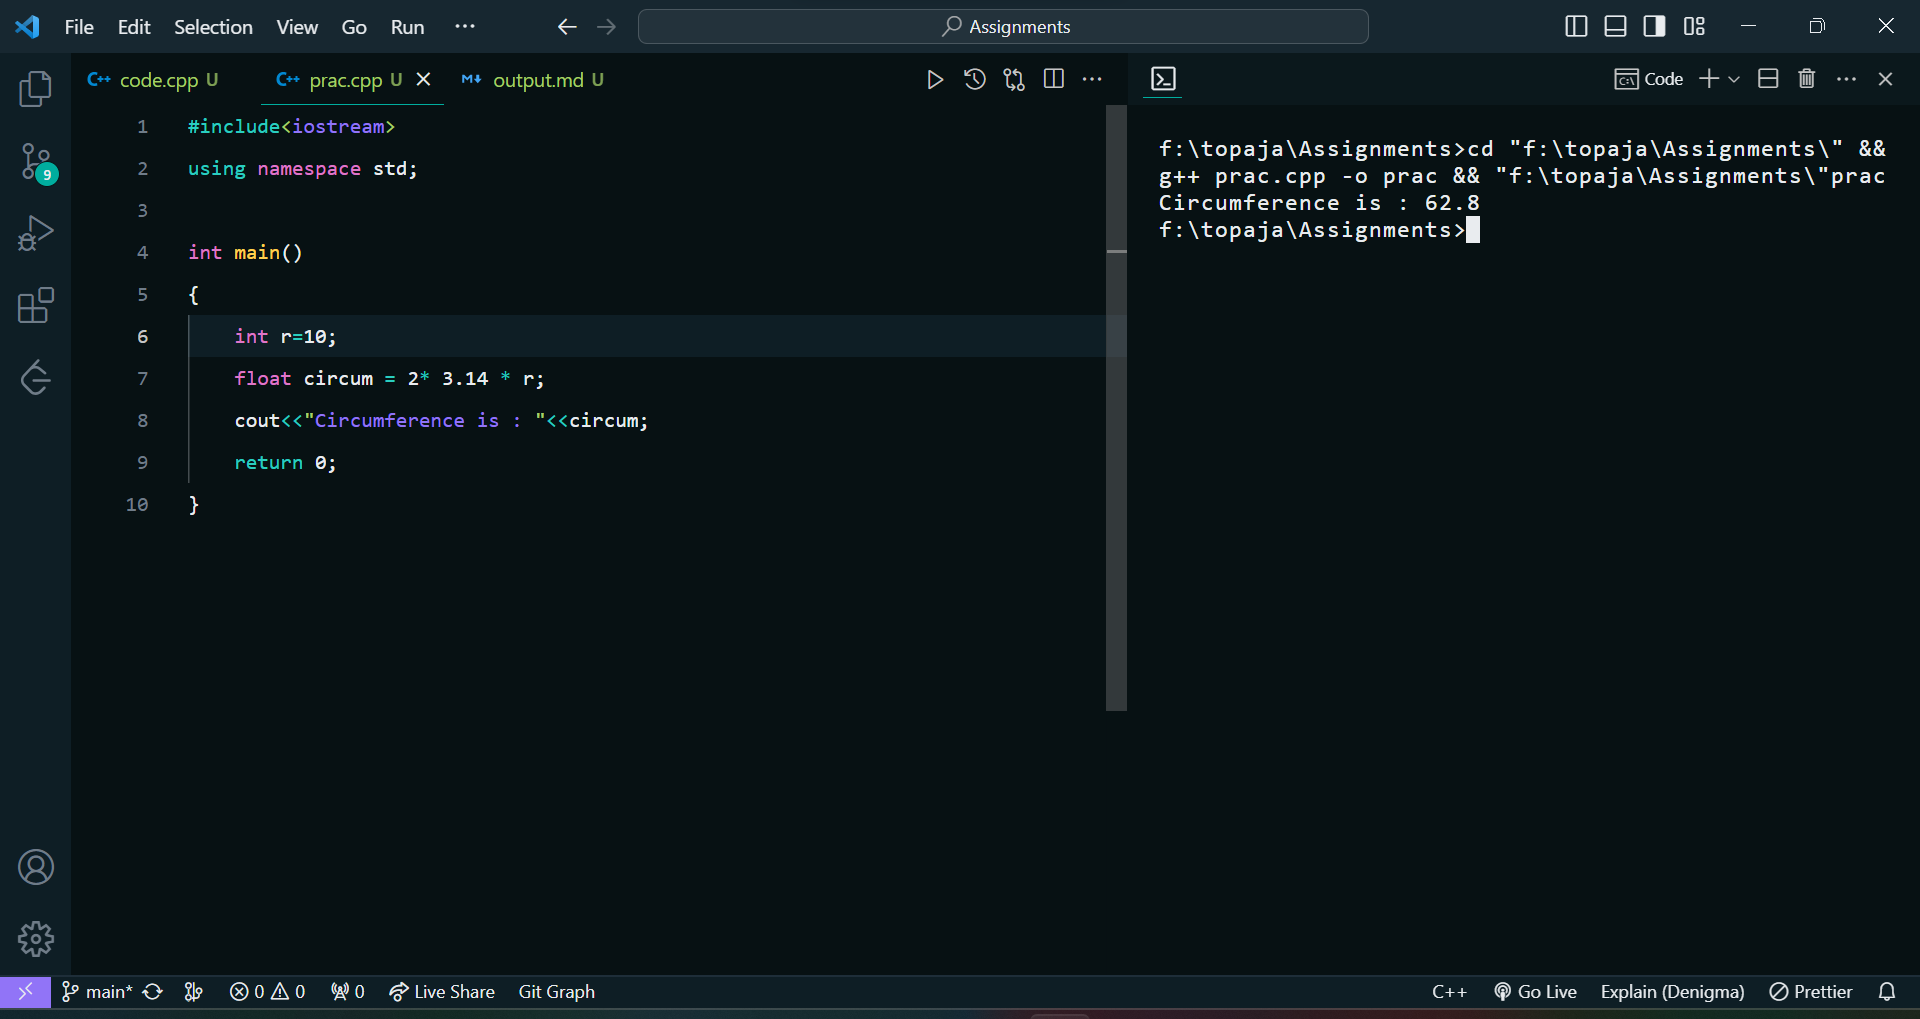 File Edit Selection View Go Run ··· Assignments
code.cpp U prac.cpp U output.md U
Code
1 #include<iostream>
2 using namespace std;
3
4 int main()
5 {
6 int r=10;
7 float circum = 2* 3.14 * r;
8 cout<<"Circumference is : "<<circum;
9 return 0;
10 }
f:\topaja\Assignments>cd "f:\topaja\Assignments\" &&
g++ prac.cpp -o prac && "f:\topaja\Assignments\"prac
Circumference is : 62.8
f:\topaja\Assignments>
9
main* 0 0 0 Live Share Git Graph C++ Go Live Explain (Denigma) Prettier